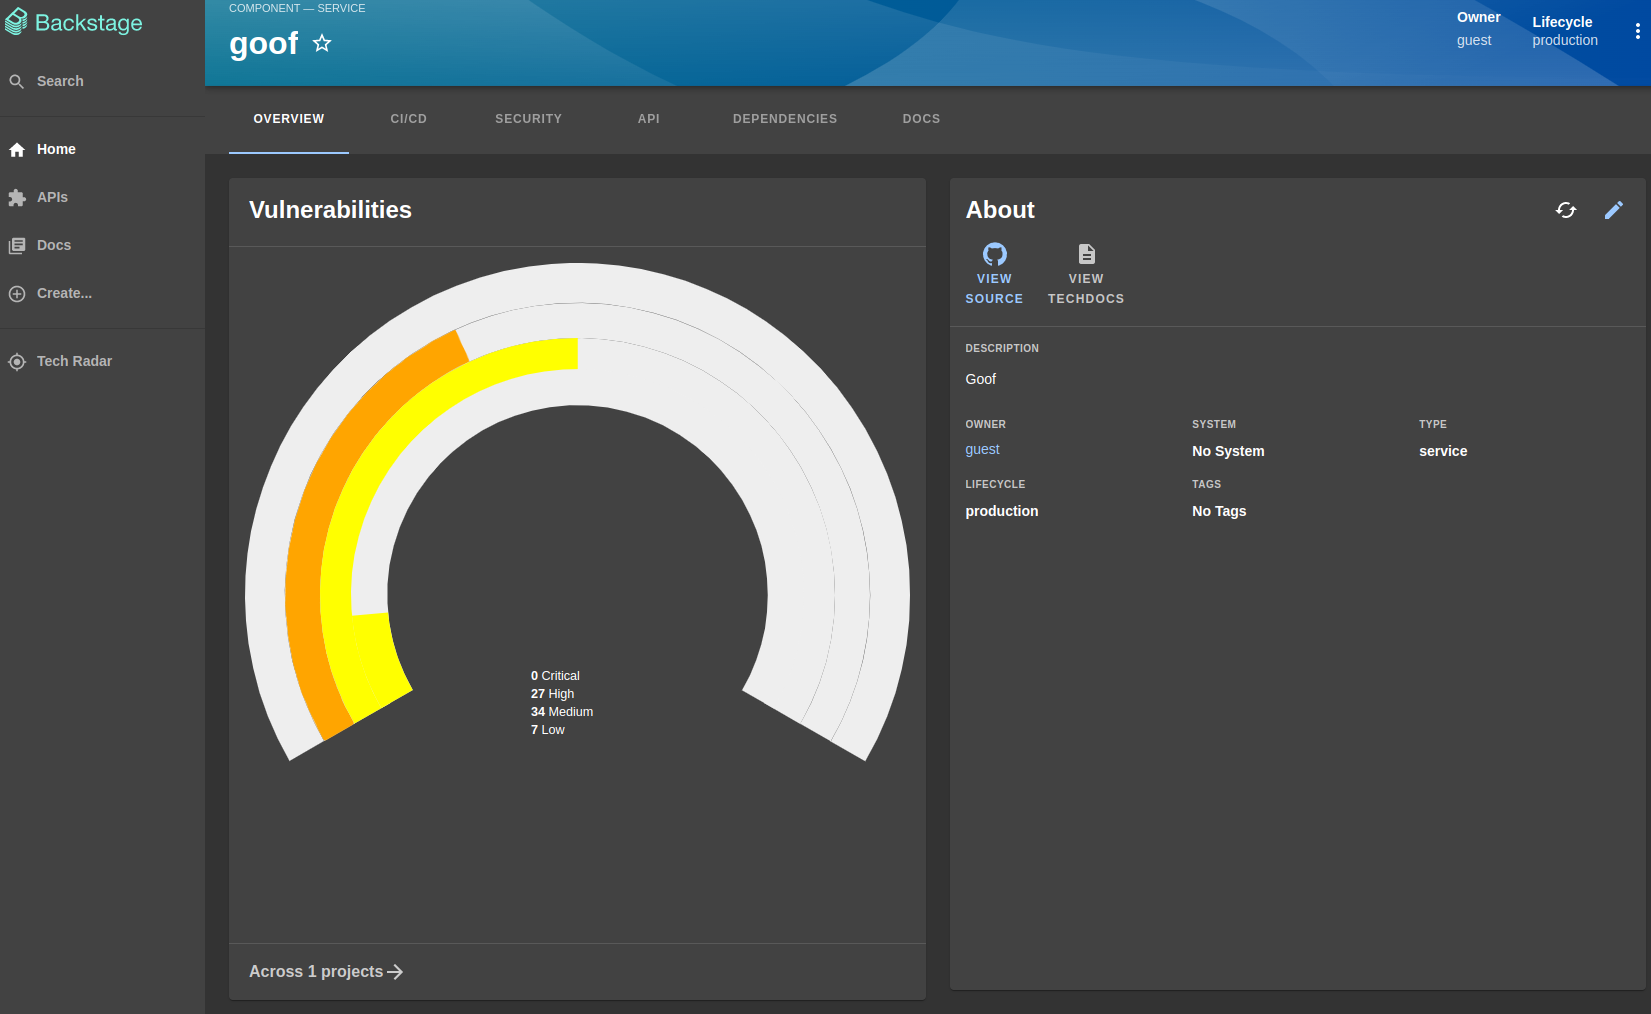 Backstage
Search
Home
APIs
Docs
Create...
Tech Radar
COMPONENT — SERVICE
goof
Owner
guest
Lifecycle
production
OVERVIEW
CI/CD
SECURITY
API
DEPENDENCIES
DOCS
Vulnerabilities
0 Critical
27 High
34 Medium
7 Low
Across 1 projects
About
VIEW
SOURCE
VIEW
TECHDOCS
DESCRIPTION
Goof
OWNER
guest
SYSTEM
No System
TYPE
service
LIFECYCLE
production
TAGS
No Tags